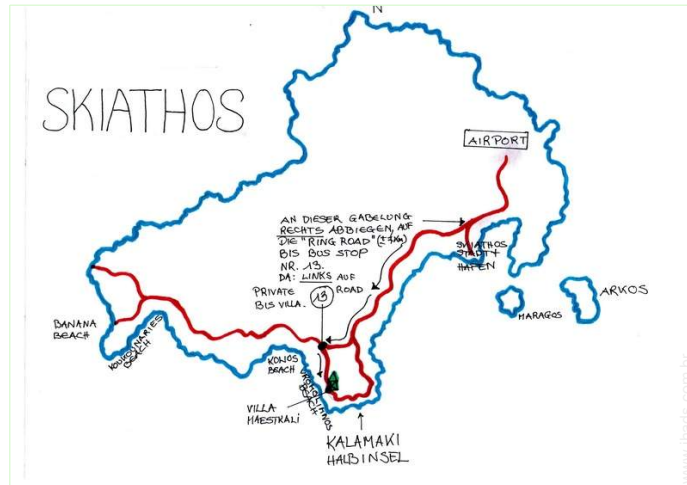 N
SKIATHOS
AIRPORT
AN DIESER GABELUNG
RECHTS ABBIEGEN, AUF
DIE "RING ROAD"
BIS BUS STOP
NR. 13.
DA: LINKS AUF
PRIVATE ROAD
BIS VILLA.
13
SKIATHOS
STADT +
HAFEN
ARKOS
MARAGOS
BANANA
BEACH
KOUKOUNARIES
BEACH
KONOS
BEACH
BEACH
VILLA
MAESTRALI
KALAMAKI
HALBINSEL